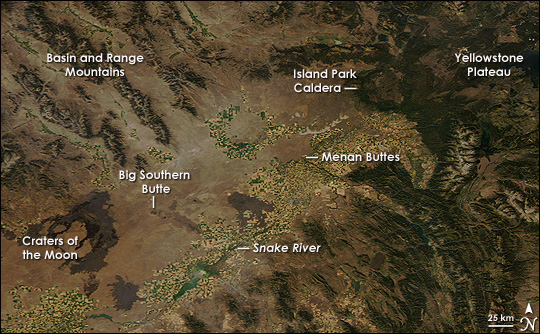 Basin and Range
Mountains
Island Park
Caldera
Yellowstone
Plateau
Menan Buttes
Big Southern
Butte
Craters of
the Moon
Snake River
25 km
N